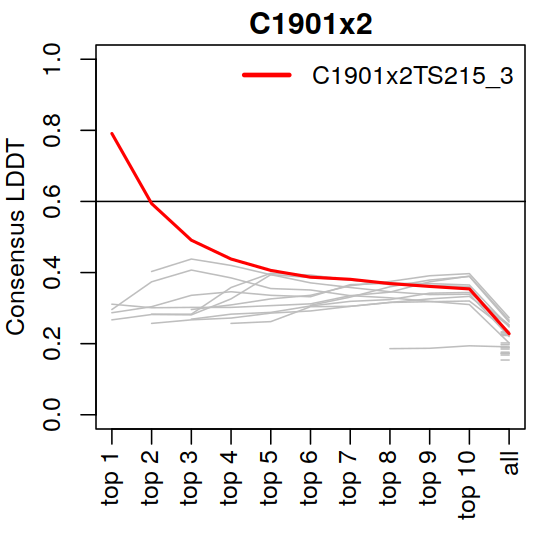 C1901x2
C1901x2TS215_3
Consensus LDDT
1.0
0.8
0.6
0.4
0.2
0.0
top 1
top 2
top 3
top 4
top 5
top 6
top 7
top 8
top 9
top 10
all